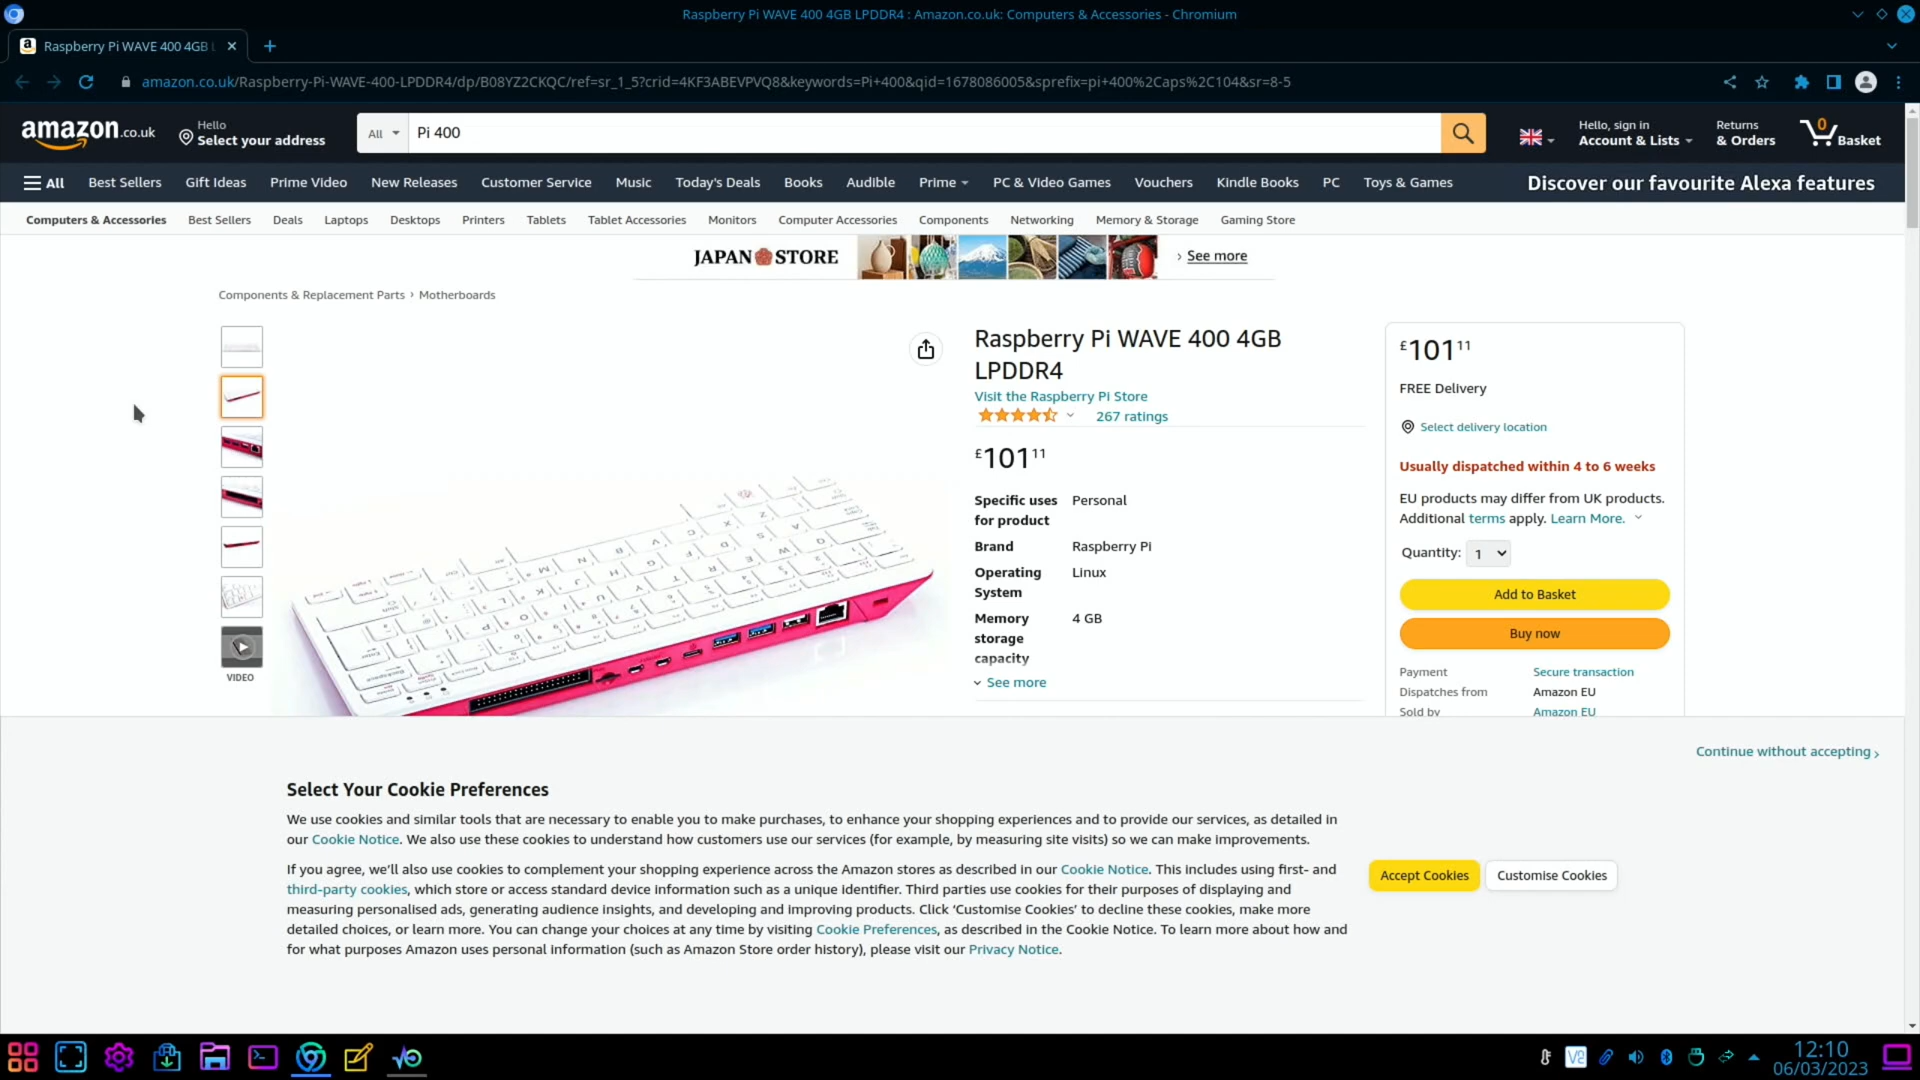 Raspberry Pi WAVE 400 4GB LPDDR4 : Amazon.co.uk: Computers & Accessories - Chromium
Raspberry Pi WAVE 400 4GB L
amazon.co.uk/Raspberry-Pi-WAVE-400-LPDDR4/dp/B08YZ2CKQC/ref=sr_1_5?crid=4KF3ABEVPVQ8&keywords=Pi+400&qid=1678086005&sprefix=pi+400%2Caps%2C104&sr=8-5
amazon.co.uk
Hello
Select your address
All
Pi 400
Hello, sign in
Account & Lists
Returns
& Orders
0
Basket
All Best Sellers Gift Ideas Prime Video New Releases Customer Service Music Today's Deals Books Audible Prime PC & Video Games Vouchers Kindle Books PC Toys & Games Discover our favourite Alexa features
Computers & Accessories Best Sellers Deals Laptops Desktops Printers Tablets Tablet Accessories Monitors Computer Accessories Components Networking Memory & Storage Gaming Store
JAPAN STORE › See more
Components & Replacement Parts › Motherboards
VIDEO
Raspberry Pi WAVE 400 4GB
LPDDR4
Visit the Raspberry Pi Store
267 ratings
£101 11
Specific uses Personal
for product
Brand Raspberry Pi
Operating Linux
System
Memory 4 GB
storage
capacity
See more
£101 11
FREE Delivery
Select delivery location
Usually dispatched within 4 to 6 weeks
EU products may differ from UK products.
Additional terms apply. Learn More.
Quantity: 1
Add to Basket
Buy now
Payment Secure transaction
Dispatches from Amazon EU
Sold by Amazon EU
Continue without accepting ›
Select Your Cookie Preferences
We use cookies and similar tools that are necessary to enable you to make purchases, to enhance your shopping experiences and to provide our services, as detailed in
our Cookie Notice. We also use these cookies to understand how customers use our services (for example, by measuring site visits) so we can make improvements.
If you agree, we'll also use cookies to complement your shopping experience across the Amazon stores as described in our Cookie Notice. This includes using first- and
third-party cookies, which store or access standard device information such as a unique identifier. Third parties use cookies for their purposes of displaying and
measuring personalised ads, generating audience insights, and developing and improving products. Click ‘Customise Cookies’ to decline these cookies, make more
detailed choices, or learn more. You can change your choices at any time by visiting Cookie Preferences, as described in the Cookie Notice. To learn more about how and
for what purposes Amazon uses personal information (such as Amazon Store order history), please visit our Privacy Notice.
Accept Cookies
Customise Cookies
12:10
06/03/2023